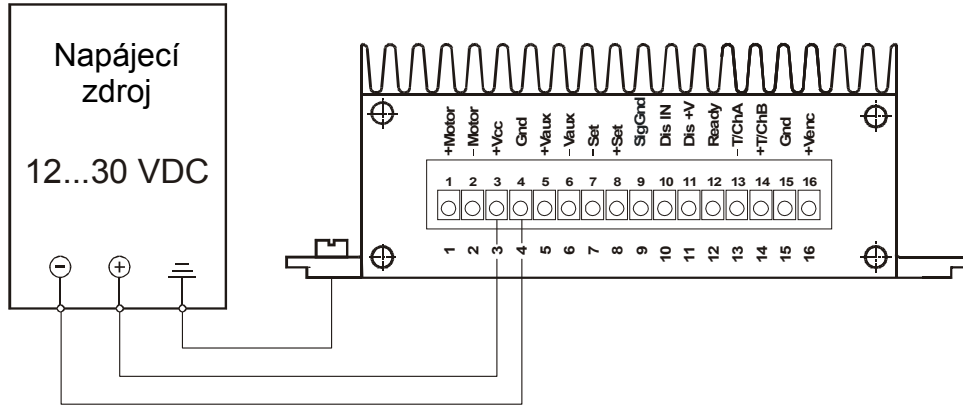 Napájecí
zdroj
12...30 VDC
+Motor
–Motor
+Vcc
Gnd
+Vaux
–Vaux
–Set
+Set
SigGnd
Dis IN
Dis +V
Ready
–T/ChA
+T/ChB
Gnd
+Venc
1 2 3 4 5 6 7 8 9 10 11 12 13 14 15 16
1 2 3 4 5 6 7 8 9 10 11 12 13 14 15 16
− +